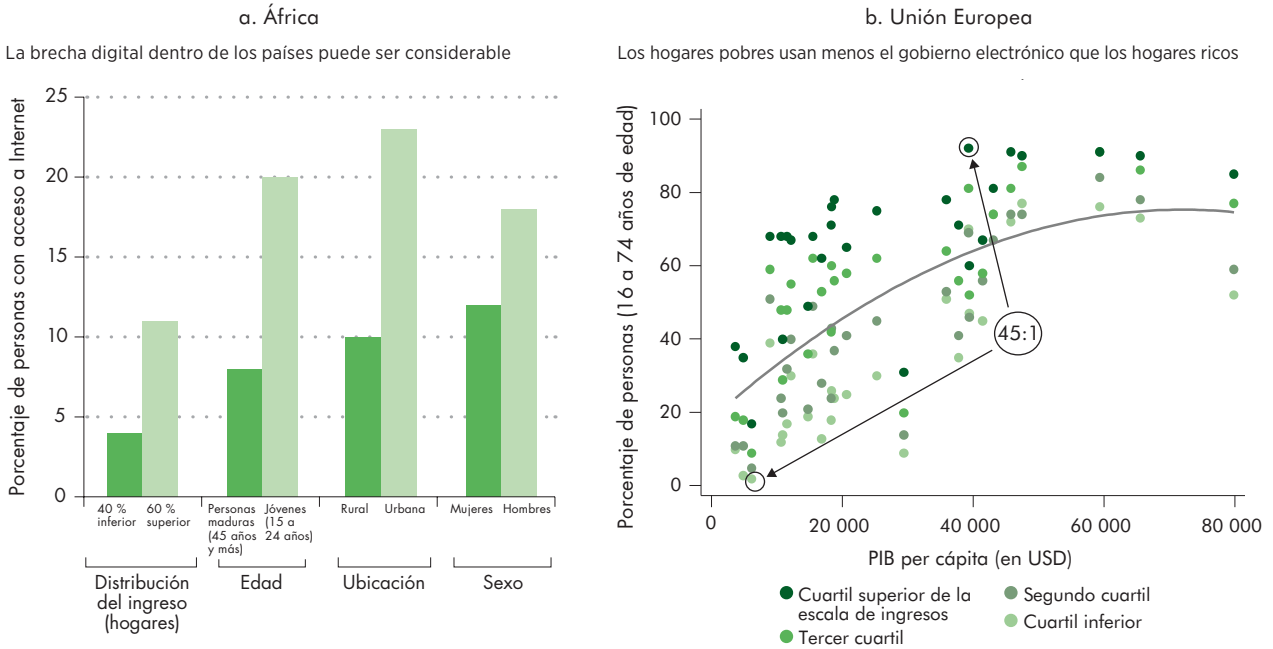 a. África
La brecha digital dentro de los países puede ser considerable
Porcentaje de personas con acceso a Internet
25
20
15
10
5
0
40 %
inferior
60 %
superior
Personas
maduras
(45 años
y más)
Jóvenes
(15 a
24 años)
Rural
Urbana
Mujeres
Hombres
Distribución
del ingreso
(hogares)
Edad
Ubicación
Sexo
b. Unión Europea
Los hogares pobres usan menos el gobierno electrónico que los hogares ricos
Porcentaje de personas (16 a 74 años de edad)
100
80
60
40
20
0
45:1
0
20 000
40 000
60 000
80 000
PIB per cápita (en USD)
Cuartil superior de la
escala de ingresos
Tercer cuartil
Segundo cuartil
Cuartil inferior